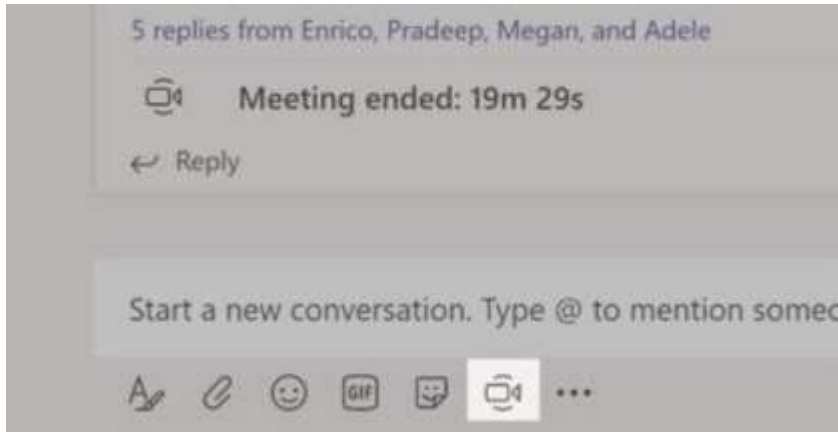 5 replies from Enrico, Pradeep, Megan, and Adele
Meeting ended: 19m 29s
Reply
Start a new conversation. Type @ to mention
GIF